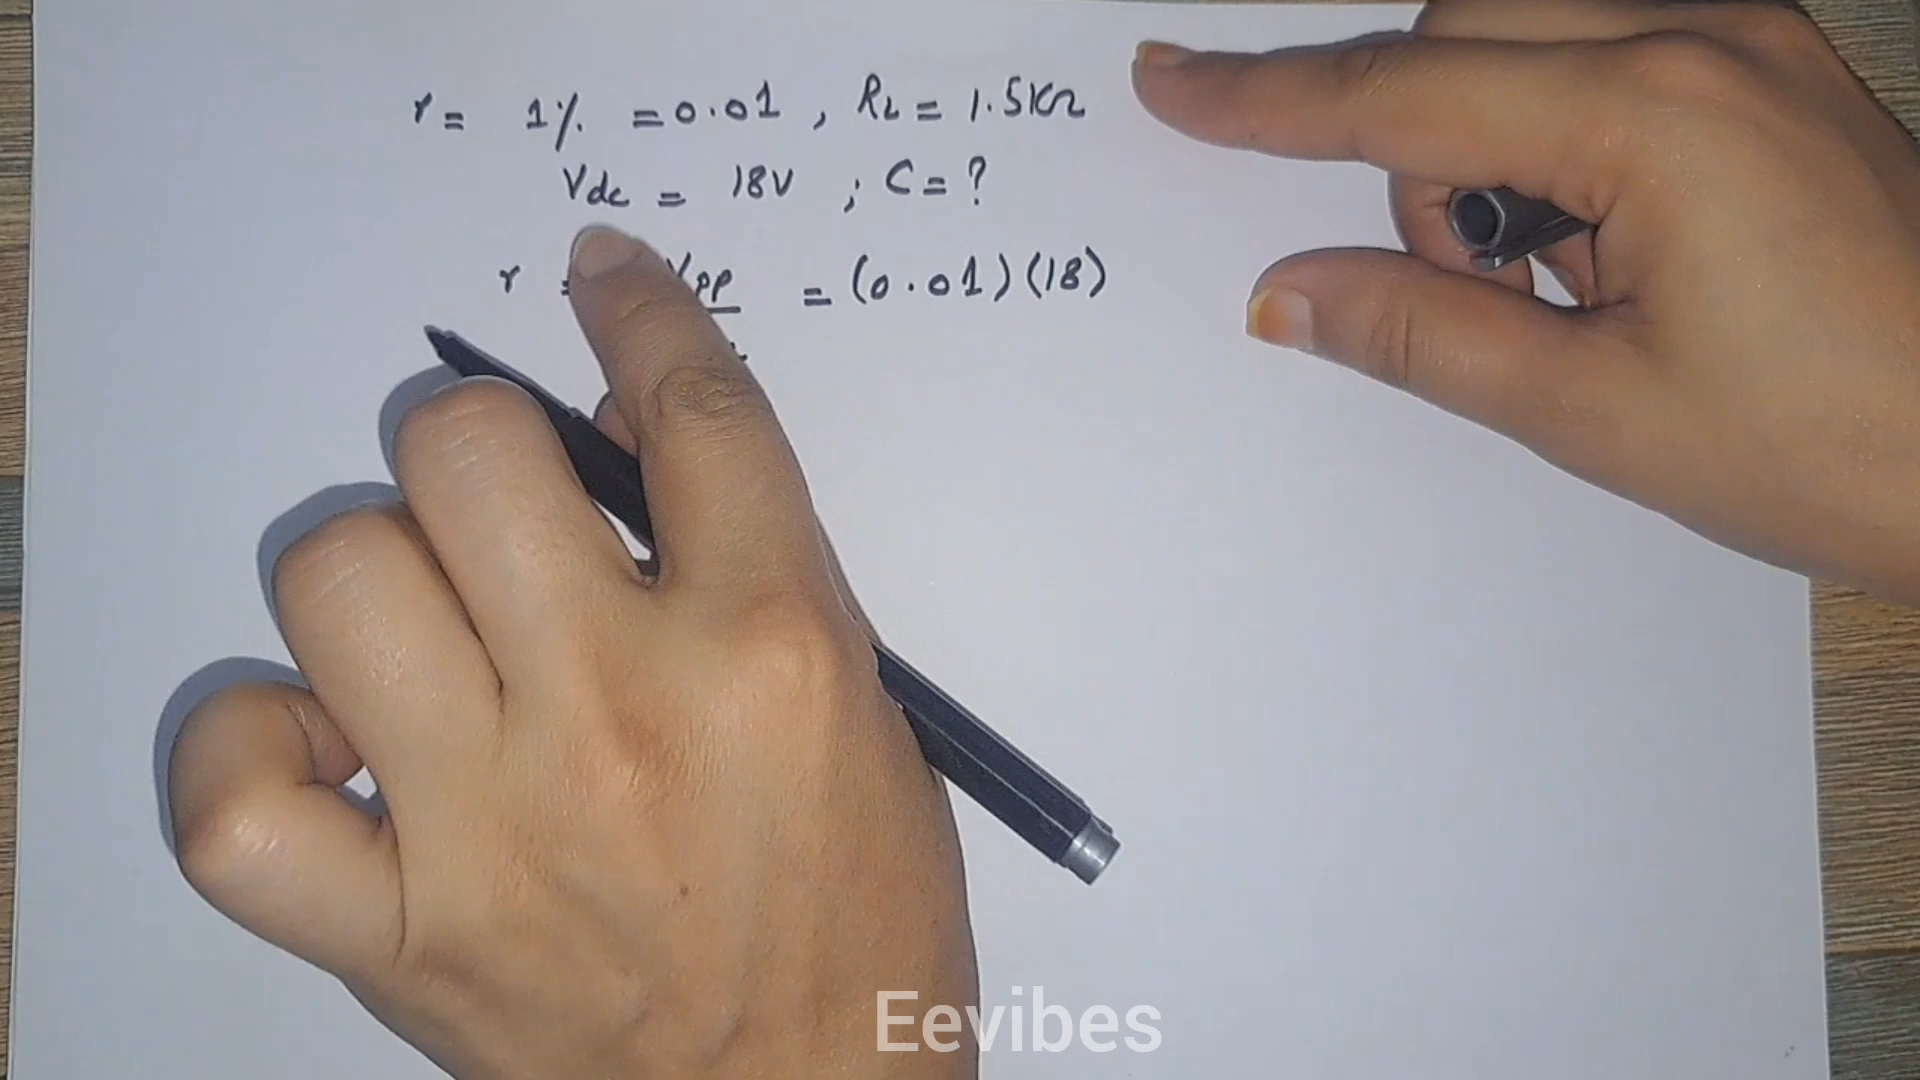 r = 1% = 0.01 , RL = 1.5KΩ
Vdc = 18V ; C = ?
r = Vpp = (0.01)(18)
Eevibes